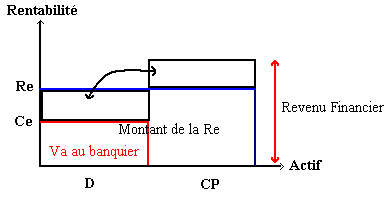 Rentabilité
Re
Revenu Financier
Ce
Montant de la Re
Va au banquier
Actif
D
CP